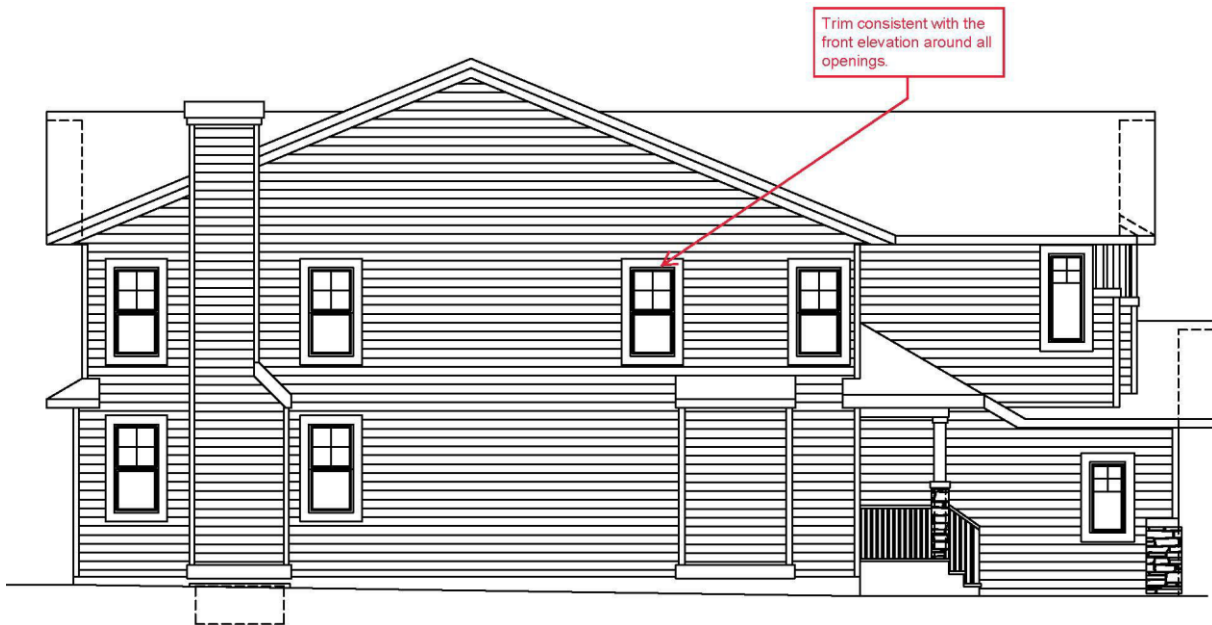 Trim consistent with the
front elevation around all
openings.